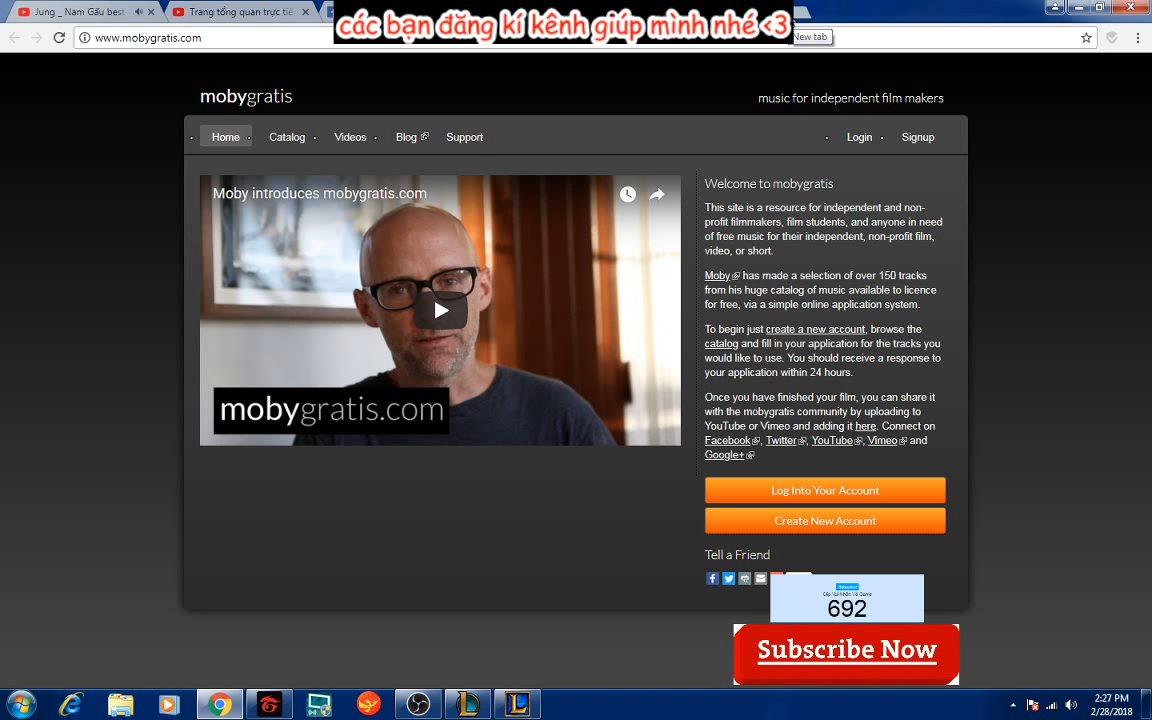 Jung _ Nam Gấu best
Trang tổng quan trực tiế
các bạn đăng kí kênh giúp mình nhé <3
New tab
www.mobygratis.com
mobygratis
music for independent film makers
Home
Catalog
Videos
Blog
Support
Login
Signup
Moby introduces mobygratis.com
mobygratis.com
Welcome to mobygratis
This site is a resource for independent and non-
profit filmmakers, film students, and anyone in need
of free music for their independent, non-profit film,
video, or short.
Moby has made a selection of over 150 tracks
from his huge catalog of music available to licence
for free, via a simple online application system.
To begin just create a new account, browse the
catalog and fill in your application for the tracks you
would like to use. You should receive a response to
your application within 24 hours.
Once you have finished your film, you can share it
with the mobygratis community by uploading to
YouTube or Vimeo and adding it here. Connect on
Facebook, Twitter, YouTube, Vimeo and
Google+
Log Into Your Account
Create New Account
Tell a Friend
Clip Vui Nhân Và Game
692
Subscribe Now
2:27 PM
2/28/2018